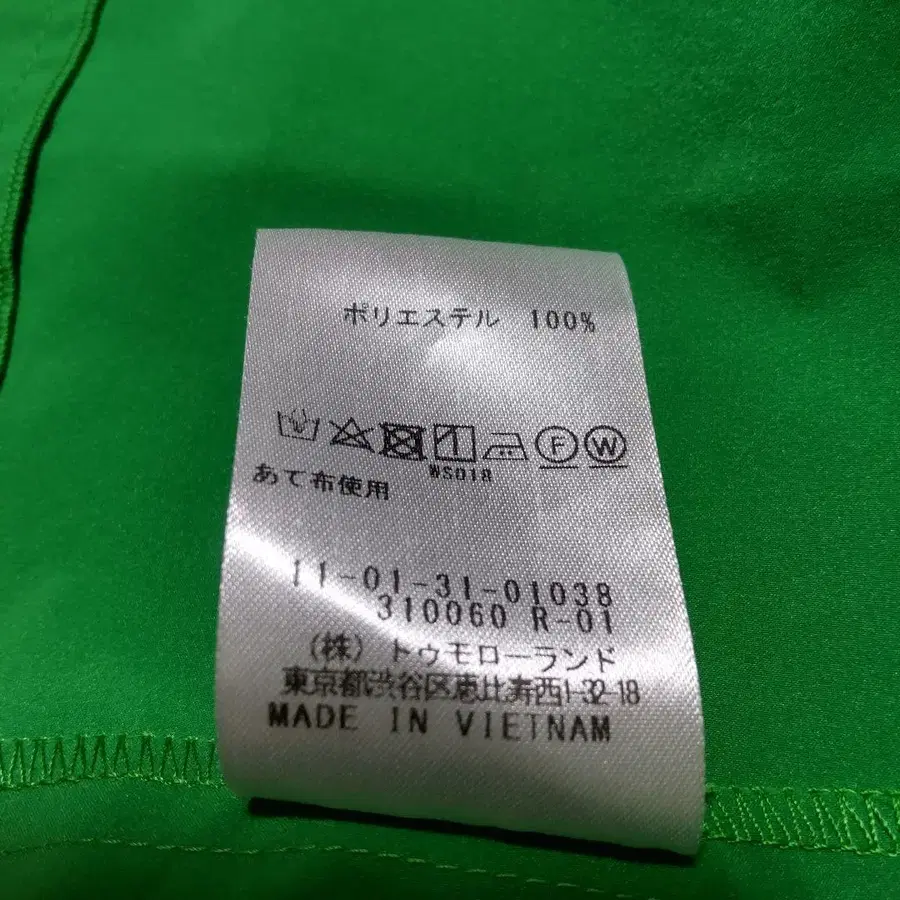 ポリエステル 100%
F W
WS018
あて布使用
11-01-31-01038
310060 R-01
(株) トゥモローランド
東京都渋谷区恵比寿西1-32-18
MADE IN VIETNAM